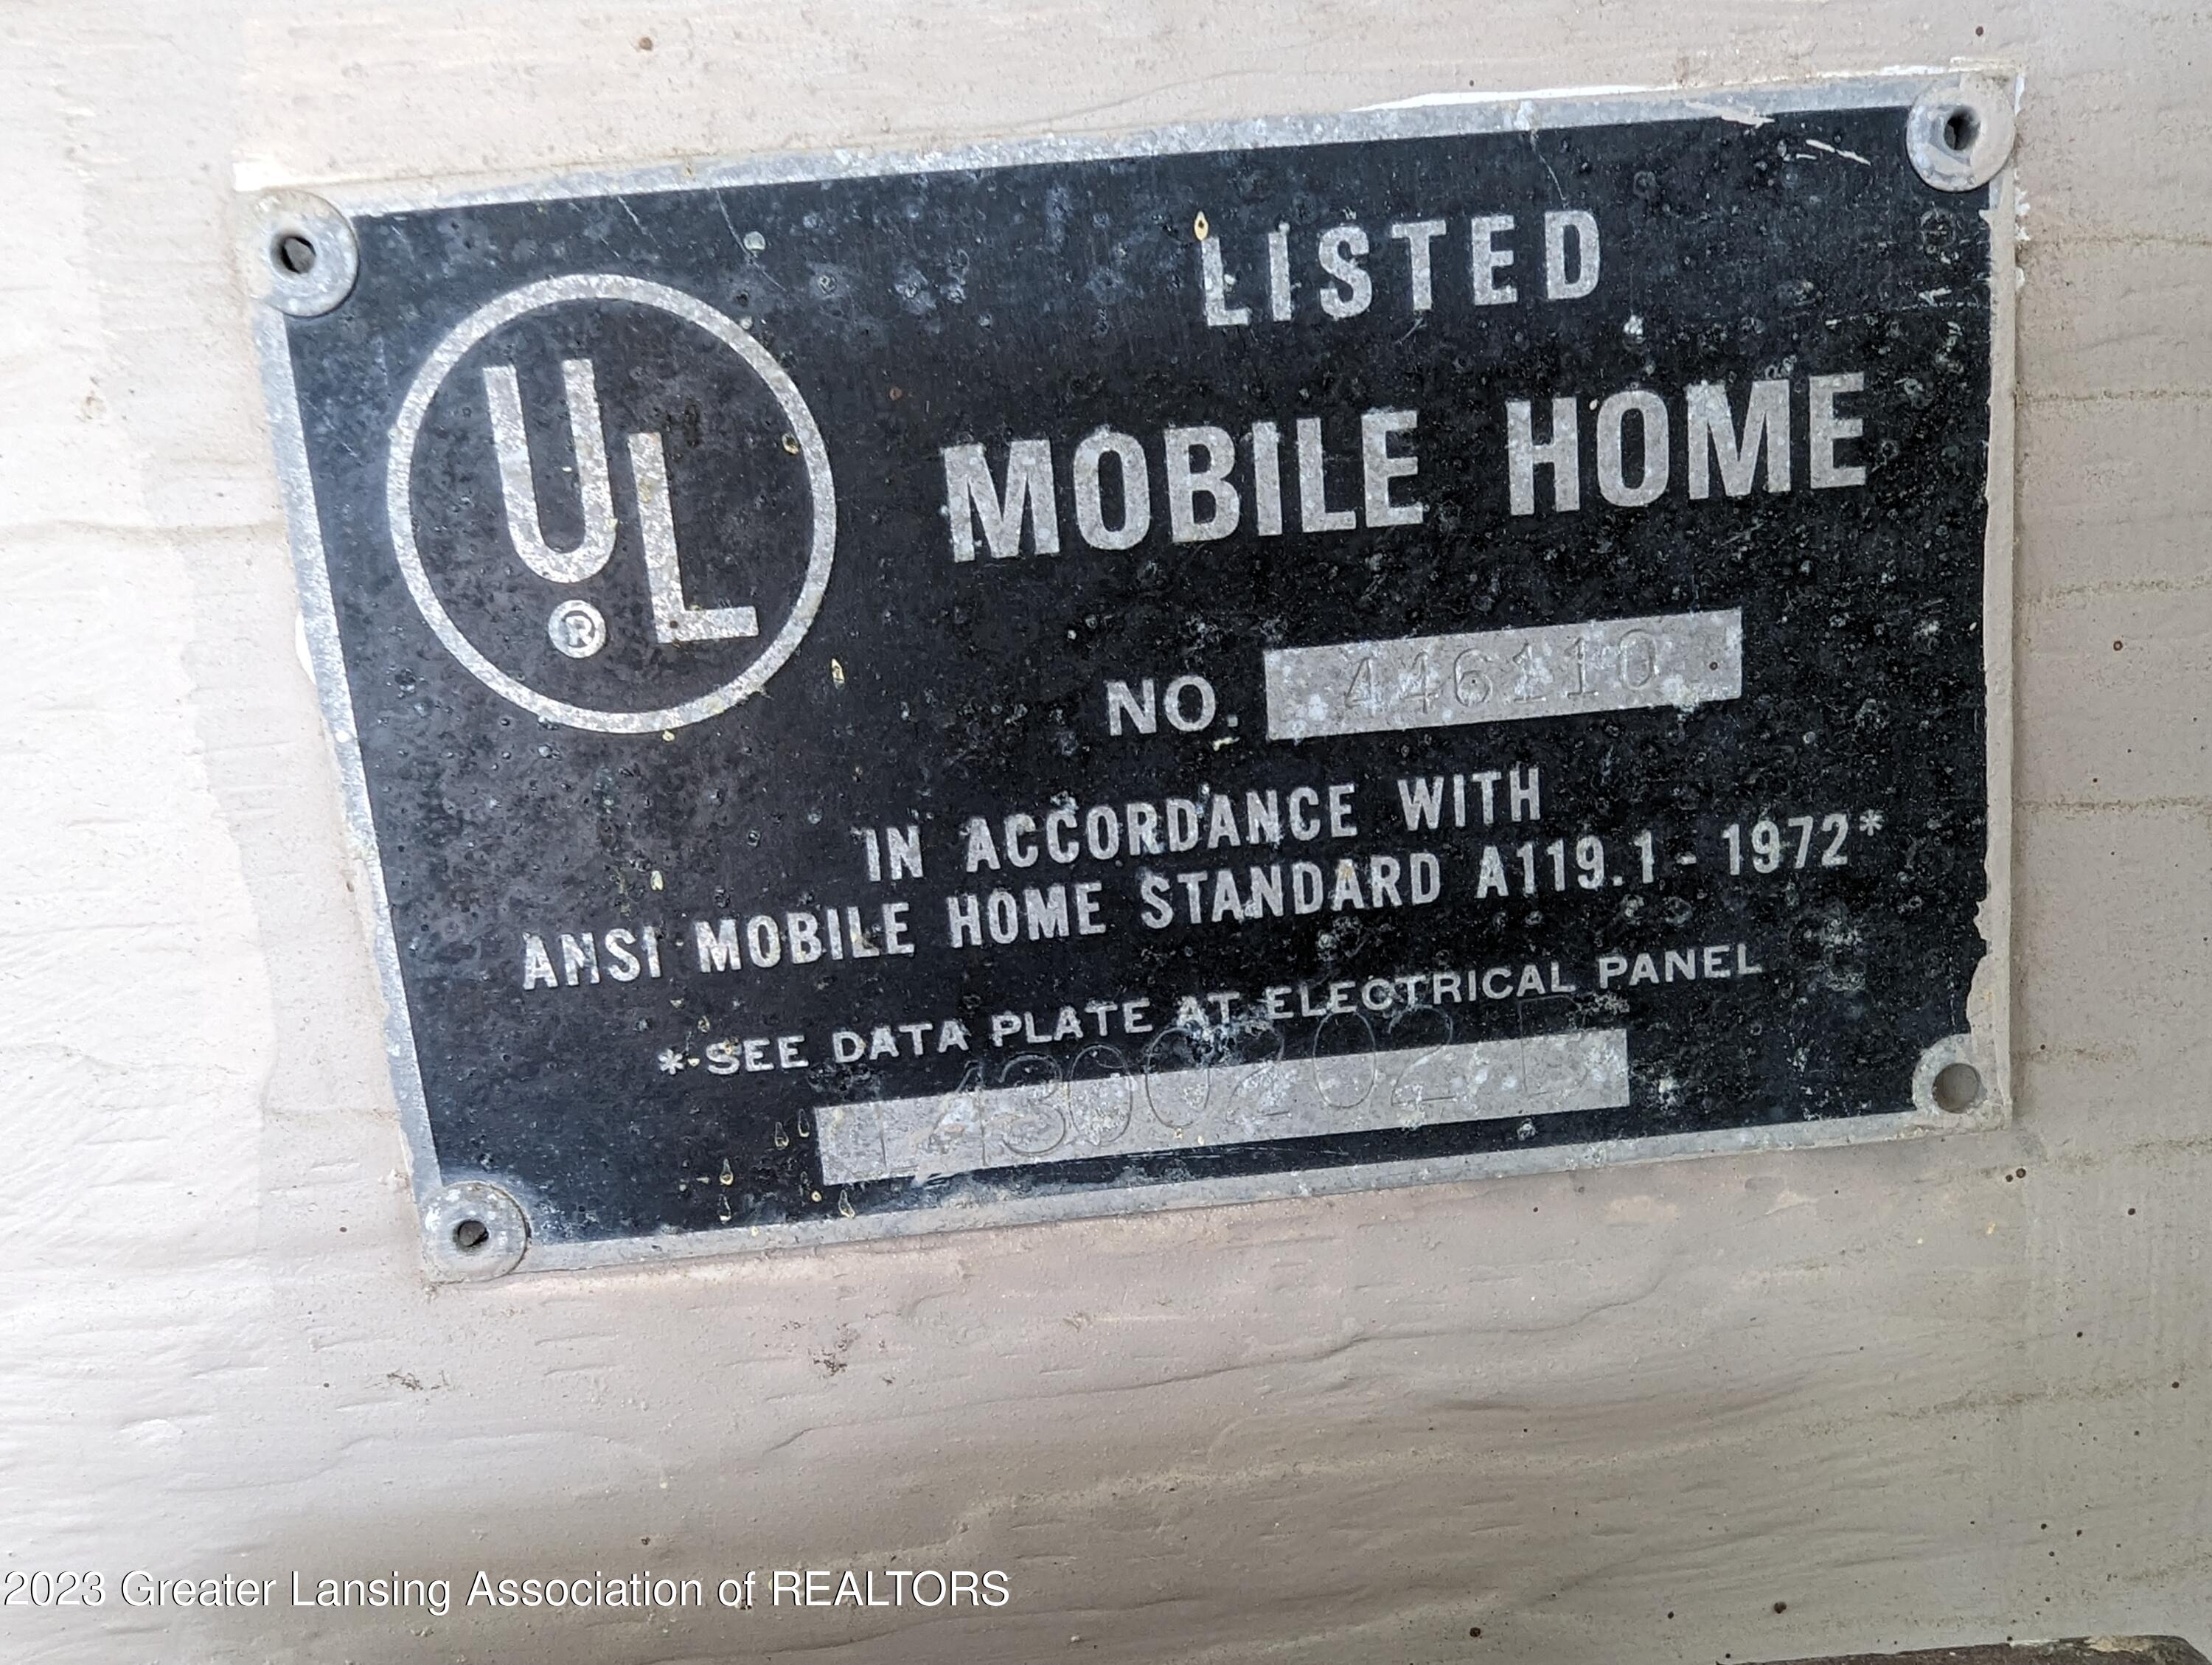 LISTED
UL
®
MOBILE HOME
NO. 446110
IN ACCORDANCE WITH
ANSI MOBILE HOME STANDARD A119.1 - 1972*
*SEE DATA PLATE AT ELECTRICAL PANEL
2023 Greater Lansing Association of REALTORS